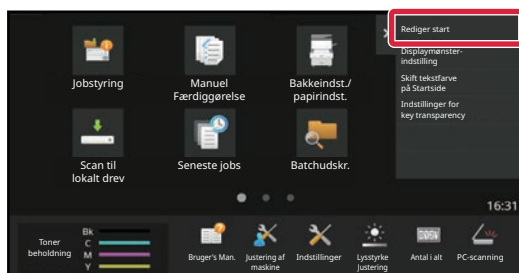 Rediger start
Displaymønster-
indstilling
Skift tekstfarve
på Startside
Indstillinger for
key transparency
Jobstyring
Manuel
Færdiggørelse
Bakkeindst./
papirindst.
Scan til
lokalt drev
Seneste jobs
Batchudskr.
16:31
Toner
beholdning
Bk
C
M
Y
Bruger's Man.
Justering af
maskine
Indstillinger
Lysstyrke
Justering
Antal i alt
PC-scanning